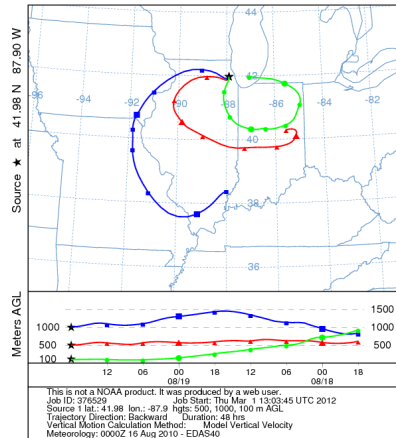 44
-96
-94
-92
42
-90
-88
-86
-84
-82
40
38
36
Source ★ at 41.98 N 87.90 W
Meters AGL
1500
1000
1000
500
500
100
12 06 00 18 12 06 00 18
08/19 08/18
This is not a NOAA product. It was produced by a web user.
Job ID: 376529 Job Start: Thu Mar 1 13:03:45 UTC 2012
Source 1 lat.: 41.98 lon.: -87.9 hgts: 500, 1000, 100 m AGL
Trajectory Direction: Backward Duration: 48 hrs
Vertical Motion Calculation Method: Model Vertical Velocity
Meteorology: 0000Z 16 Aug 2010 - EDAS40